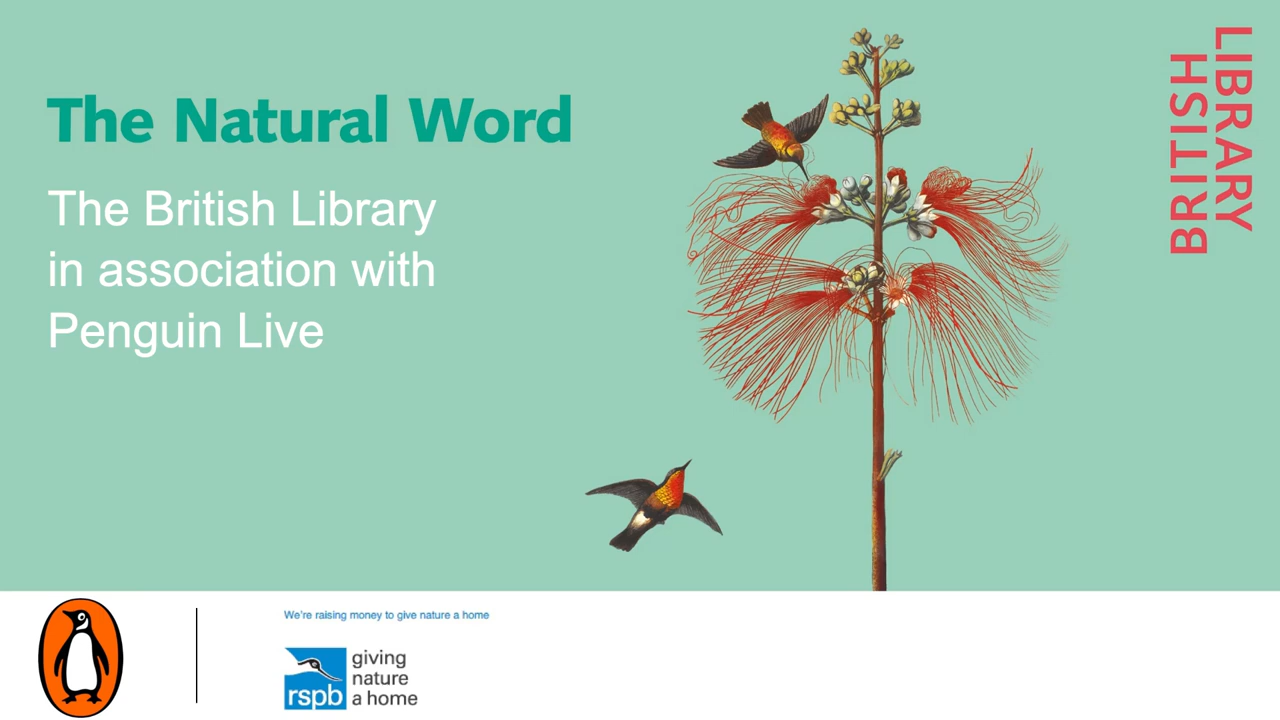 The Natural Word
The British Library
in association with
Penguin Live
BRITISH
LIBRARY
We're raising money to give nature a home
rspb
giving
nature
a home